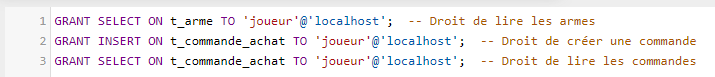 1 GRANT SELECT ON t_arme TO 'joueur'@'localhost';  -- Droit de lire les armes
2 GRANT INSERT ON t_commande_achat TO 'joueur'@'localhost';  -- Droit de créer une commande
3 GRANT SELECT ON t_commande_achat TO 'joueur'@'localhost';  -- Droit de lire les commandes